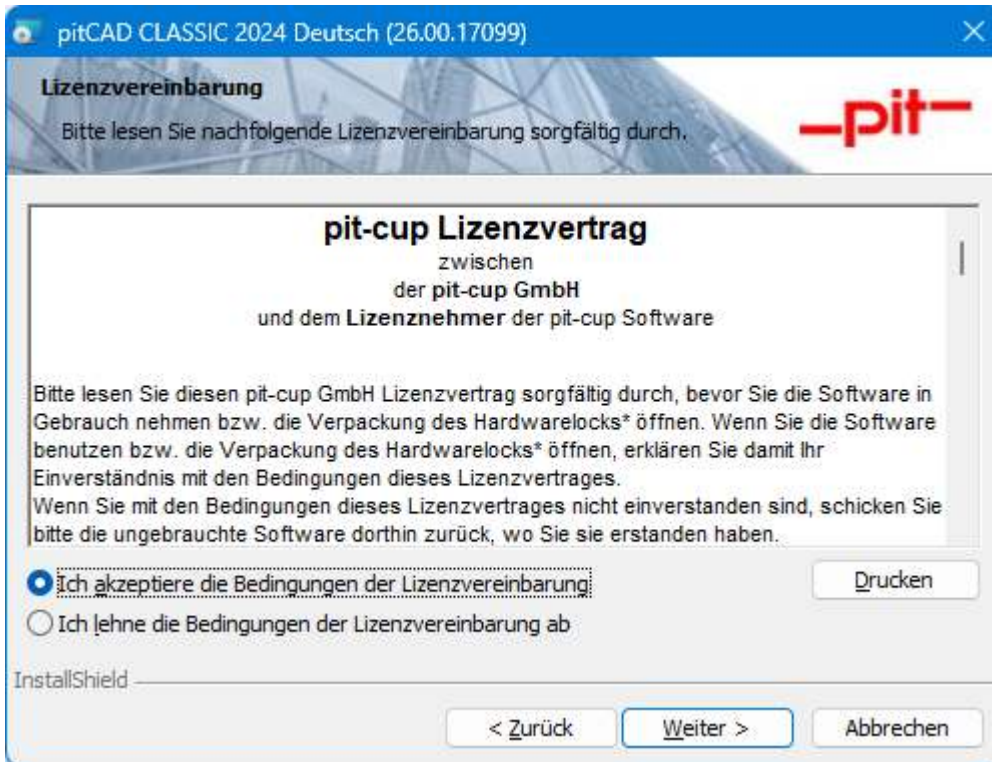 pitCAD CLASSIC 2024 Deutsch (26.00.17099)
Lizenzvereinbarung
Bitte lesen Sie nachfolgende Lizenzvereinbarung sorgfältig durch.
pit
pit-cup Lizenzvertrag
zwischen
der pit-cup GmbH
und dem Lizenznehmer der pit-cup Software
Bitte lesen Sie diesen pit-cup GmbH Lizenzvertrag sorgfältig durch, bevor Sie die Software in
Gebrauch nehmen bzw. die Verpackung des Hardwarelocks* öffnen. Wenn Sie die Software
benutzen bzw. die Verpackung des Hardwarelocks* öffnen, erklären Sie damit Ihr
Einverständnis mit den Bedingungen dieses Lizenzvertrages.
Wenn Sie mit den Bedingungen dieses Lizenzvertrages nicht einverstanden sind, schicken Sie
bitte die ungebrauchte Software dorthin zurück, wo Sie sie erstanden haben.
Ich akzeptiere die Bedingungen der Lizenzvereinbarung
Drucken
Ich lehne die Bedingungen der Lizenzvereinbarung ab
InstallShield
< Zurück
Weiter >
Abbrechen